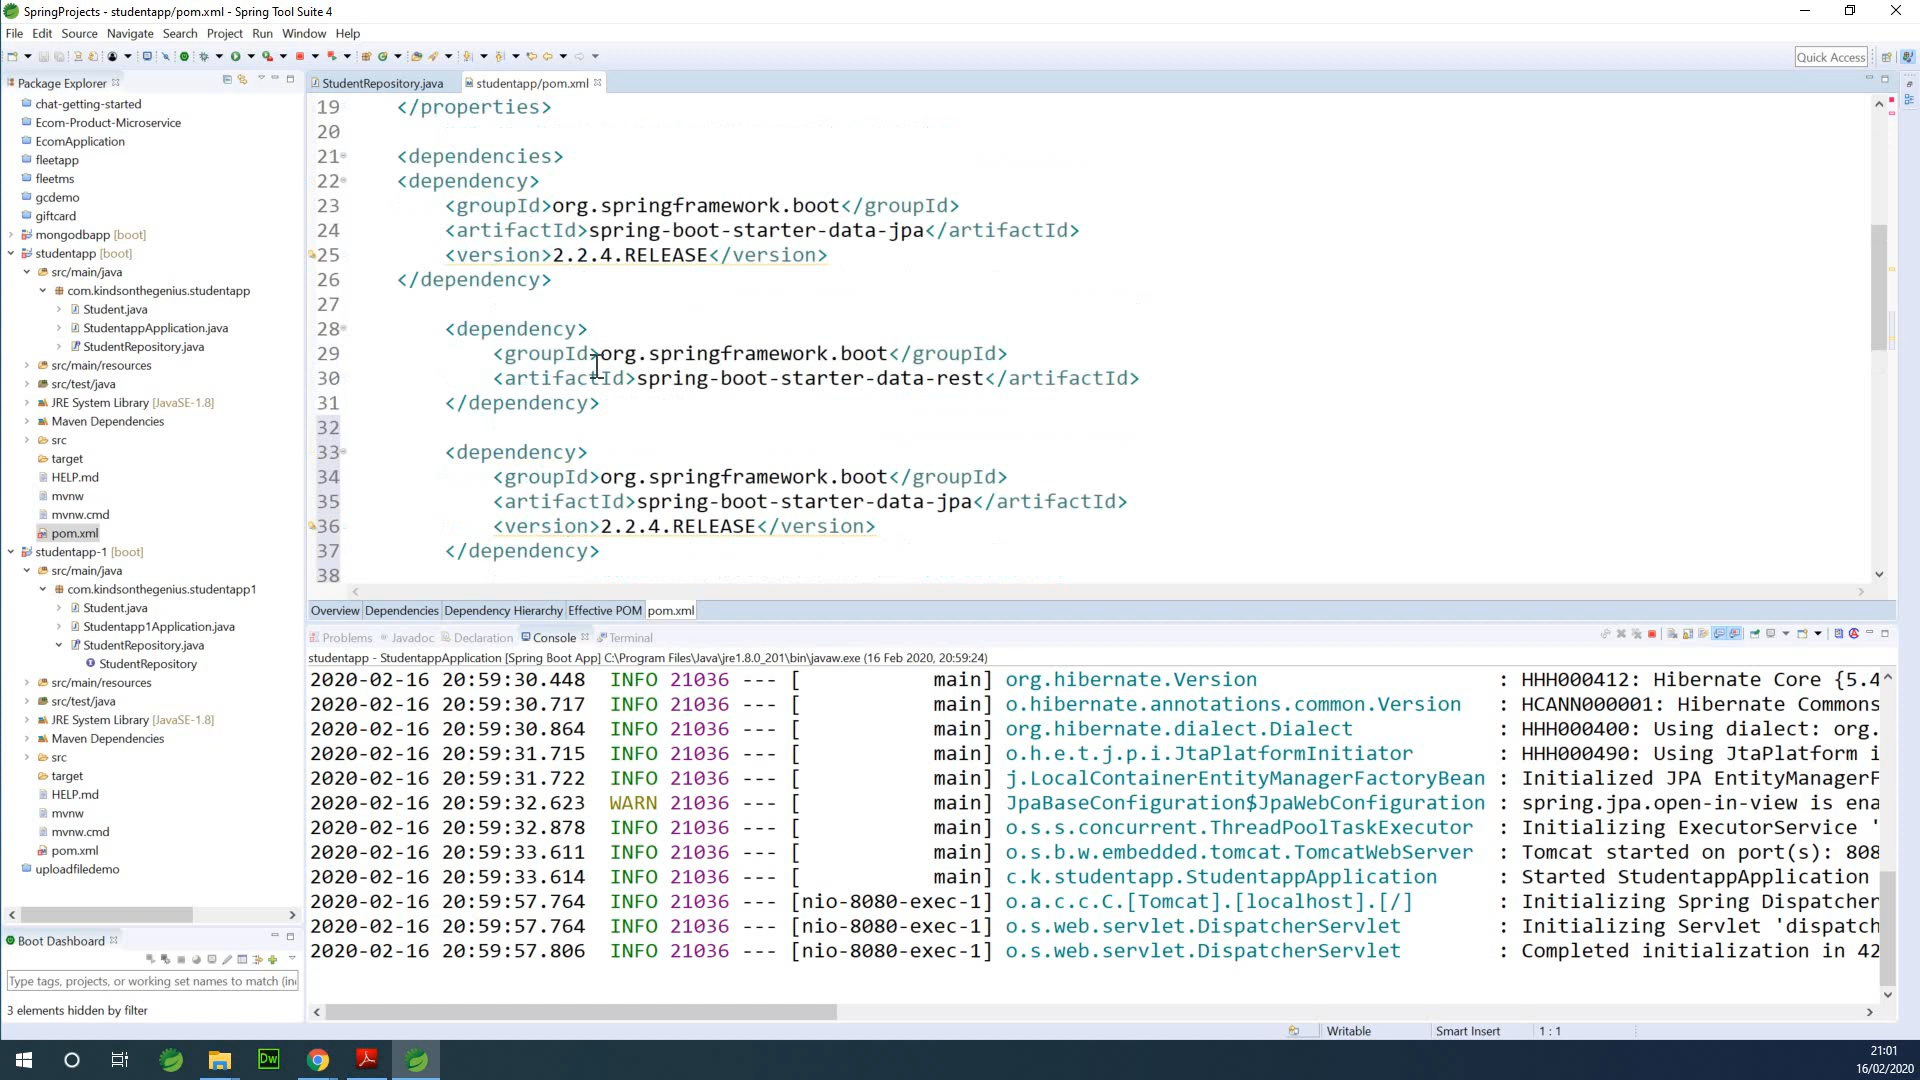 SpringProjects - studentapp/pom.xml - Spring Tool Suite 4
File Edit Source Navigate Search Project Run Window Help
Quick Access
Package Explorer
chat-getting-started
Ecom-Product-Microservice
EcomApplication
fleetapp
fleetms
gcdemo
giftcard
mongodbapp [boot]
studentapp [boot]
src/main/java
com.kindsonthegenius.studentapp
Student.java
StudentappApplication.java
StudentRepository.java
src/main/resources
src/test/java
JRE System Library [JavaSE-1.8]
Maven Dependencies
src
target
HELP.md
mvnw
mvnw.cmd
pom.xml
studentapp-1 [boot]
src/main/java
com.kindsonthegenius.studentapp1
Student.java
Studentapp1Application.java
StudentRepository.java
StudentRepository
src/main/resources
src/test/java
JRE System Library [JavaSE-1.8]
Maven Dependencies
src
target
HELP.md
mvnw
mvnw.cmd
pom.xml
uploadfiledemo
Boot Dashboard
Type tags, projects, or working set names to match (in
3 elements hidden by filter
StudentRepository.java studentapp/pom.xml
19 </properties>
20
21 <dependencies>
22 <dependency>
23 <groupId>org.springframework.boot</groupId>
24 <artifactId>spring-boot-starter-data-jpa</artifactId>
25 <version>2.2.4.RELEASE</version>
26 </dependency>
27
28 <dependency>
29 <groupId>org.springframework.boot</groupId>
30 <artifactId>spring-boot-starter-data-rest</artifactId>
31 </dependency>
32
33 <dependency>
34 <groupId>org.springframework.boot</groupId>
35 <artifactId>spring-boot-starter-data-jpa</artifactId>
36 <version>2.2.4.RELEASE</version>
37 </dependency>
38
Overview Dependencies Dependency Hierarchy Effective POM pom.xml
Problems Javadoc Declaration Console Terminal
studentapp - StudentappApplication [Spring Boot App] C:\Program Files\Java\jre1.8.0_201\bin\javaw.exe (16 Feb 2020, 20:59:24)
2020-02-16 20:59:30.448 INFO 21036 --- [ main] org.hibernate.Version : HHH000412: Hibernate Core {5.4
2020-02-16 20:59:30.717 INFO 21036 --- [ main] o.hibernate.annotations.common.Version : HCANN000001: Hibernate Commons
2020-02-16 20:59:30.864 INFO 21036 --- [ main] org.hibernate.dialect.Dialect : HHH000400: Using dialect: org.
2020-02-16 20:59:31.715 INFO 21036 --- [ main] o.h.e.t.j.p.i.JtaPlatformInitiator : HHH000490: Using JtaPlatform i
2020-02-16 20:59:31.722 INFO 21036 --- [ main] j.LocalContainerEntityManagerFactoryBean : Initialized JPA EntityManagerF
2020-02-16 20:59:32.623 WARN 21036 --- [ main] JpaBaseConfiguration$JpaWebConfiguration : spring.jpa.open-in-view is ena
2020-02-16 20:59:32.878 INFO 21036 --- [ main] o.s.s.concurrent.ThreadPoolTaskExecutor : Initializing ExecutorService '
2020-02-16 20:59:33.611 INFO 21036 --- [ main] o.s.b.w.embedded.tomcat.TomcatWebServer : Tomcat started on port(s): 808
2020-02-16 20:59:33.614 INFO 21036 --- [ main] c.k.studentapp.StudentappApplication : Started StudentappApplication
2020-02-16 20:59:57.764 INFO 21036 --- [nio-8080-exec-1] o.a.c.c.C.[Tomcat].[localhost].[/] : Initializing Spring Dispatcher
2020-02-16 20:59:57.764 INFO 21036 --- [nio-8080-exec-1] o.s.web.servlet.DispatcherServlet : Initializing Servlet 'dispatch
2020-02-16 20:59:57.806 INFO 21036 --- [nio-8080-exec-1] o.s.web.servlet.DispatcherServlet : Completed initialization in 42
Writable Smart Insert 1 : 1
Dw
21:01
16/02/2020